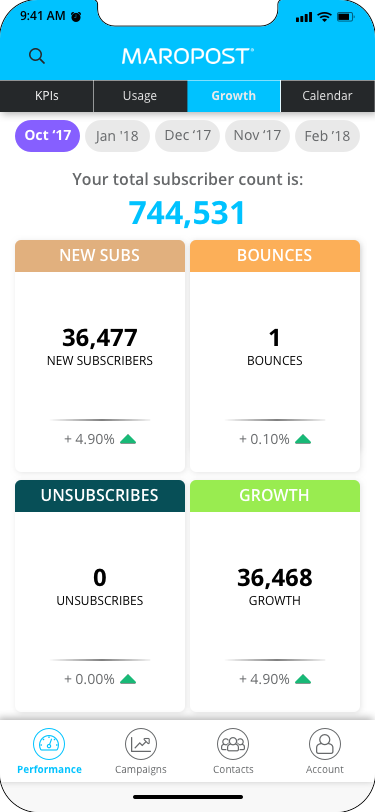 9:41 AM
MAROPOST
KPIs Usage Growth Calendar
Oct ‘17 Jan '18 Dec ‘17 Nov ‘17 Feb ‘18
Your total subscriber count is:
744,531
NEW SUBS BOUNCES
36,477 1
NEW SUBSCRIBERS BOUNCES
+ 4.90% + 0.10%
UNSUBSCRIBES GROWTH
0 36,468
UNSUBSCRIBES GROWTH
+ 0.00% + 4.90%
Performance Campaigns Contacts Account